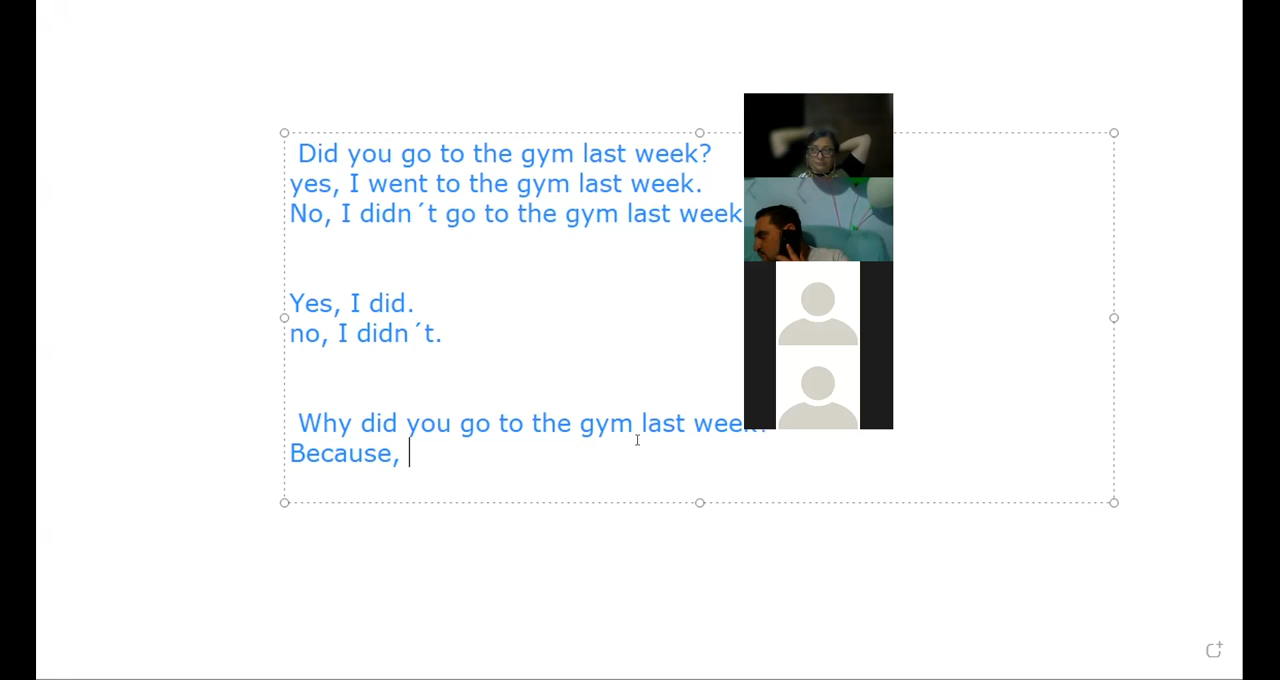 Did you go to the gym last week?
yes, I went to the gym last week.
No, I didn´t go to the gym last week
Yes, I did.
no, I didn´t.
Why did you go to the gym last week?
Because,